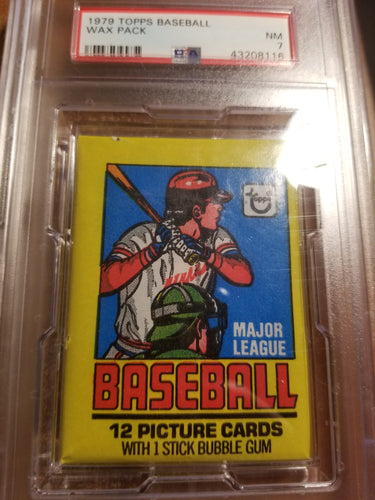 1979 TOPPS BASEBALL
WAX PACK
NM
7
43208116
Topps
MAJOR
LEAGUE
BASEBALL
12 PICTURE CARDS
WITH 1 STICK BUBBLE GUM